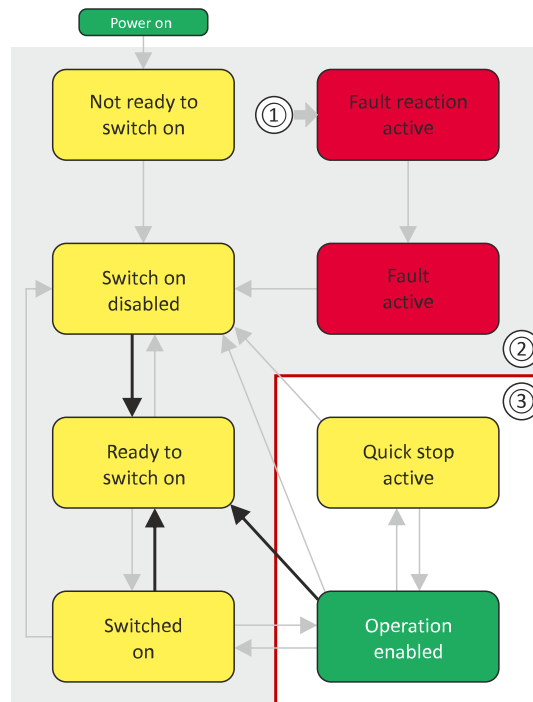 Power on
Not ready to
switch on
①
Fault reaction
active
Switch on
disabled
Fault
active
②
③
Ready to
switch on
Quick stop
active
Switched
on
Operation
enabled